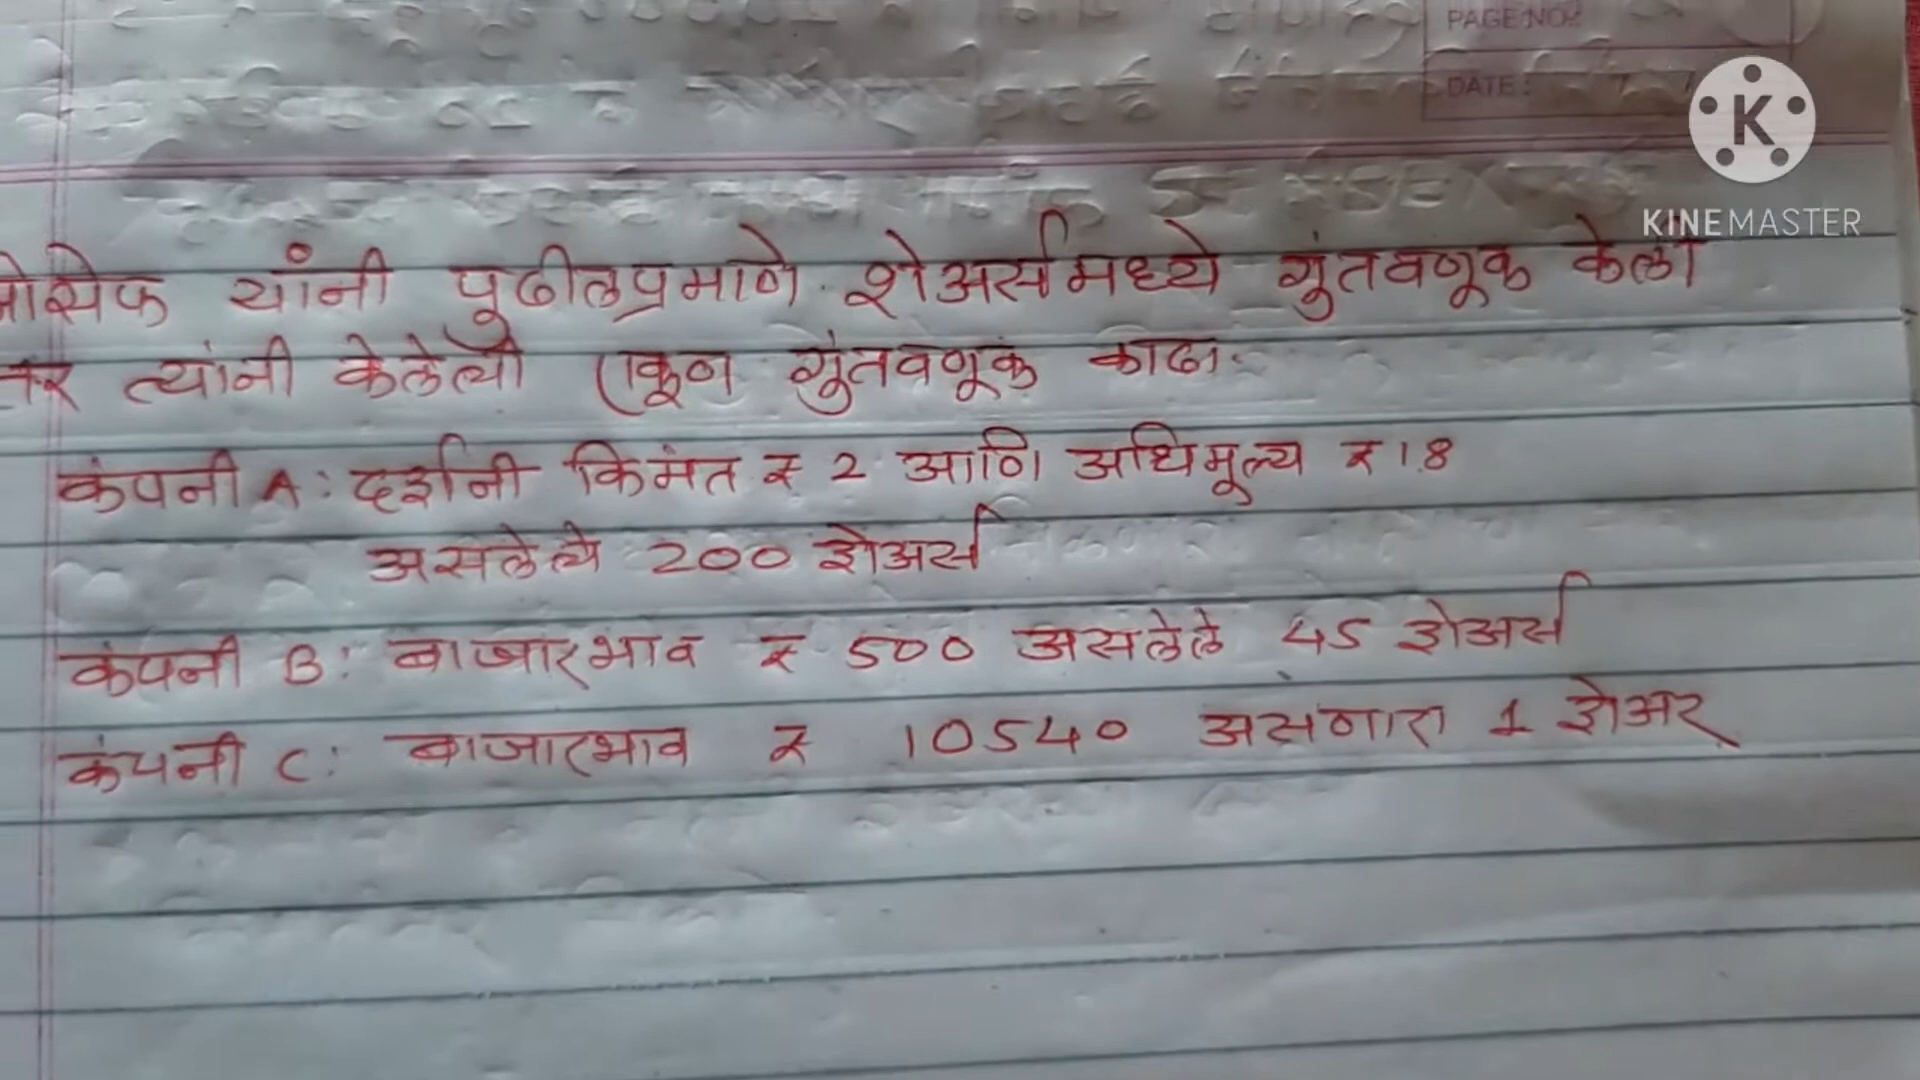 PAGE NO:
DATE:
K
KINEMASTER
यांनी पूढीलप्रमाणे शेअर्समध्ये गुंतवणूक केली
तर त्यांनी केलेली एकूण गुंतवणूक काढा.
कंपनी A: दर्शनी किमंत ₹ 2 आणि अधिमूल्य ₹ 18
असलेले 200 शेअर्स
कंपनी B: बाजारभाव ₹ 500 असलेले 45 शेअर्स
कंपनी C: बाजारभाव ₹ 10540 असणारा 1 शेअर